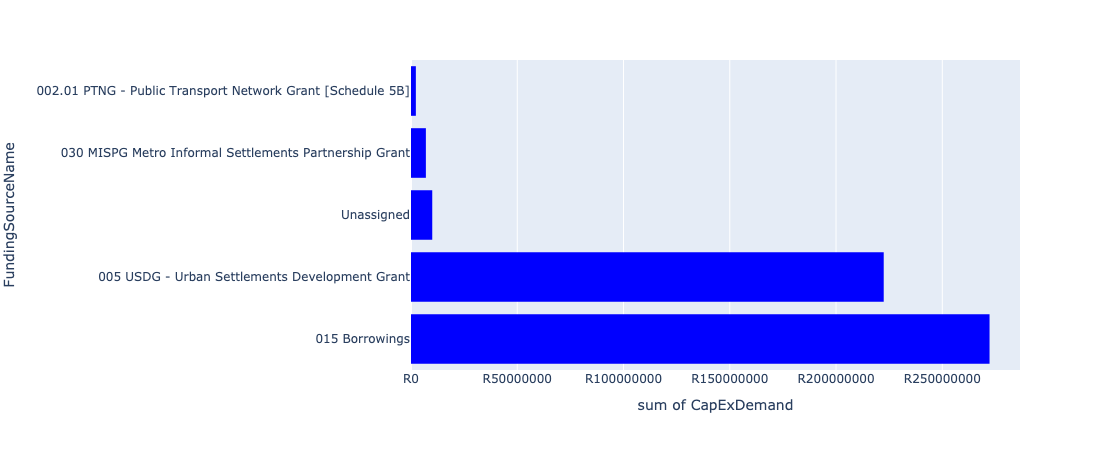 FundingSourceName
002.01 PTNG - Public Transport Network Grant [Schedule 5B]
030 MISPG Metro Informal Settlements Partnership Grant
Unassigned
005 USDG - Urban Settlements Development Grant
015 Borrowings
R0 R50000000 R100000000 R150000000 R200000000 R250000000
sum of CapExDemand